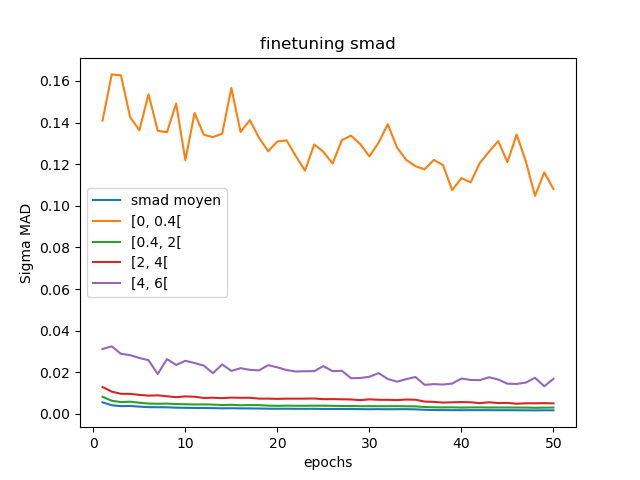 finetuning smad
Sigma MAD
0.16
0.14
0.12
0.10
0.08
0.06
0.04
0.02
0.00
smad moyen
[0, 0.4[
[0.4, 2[
[2, 4[
[4, 6[
0 10 20 30 40 50
epochs